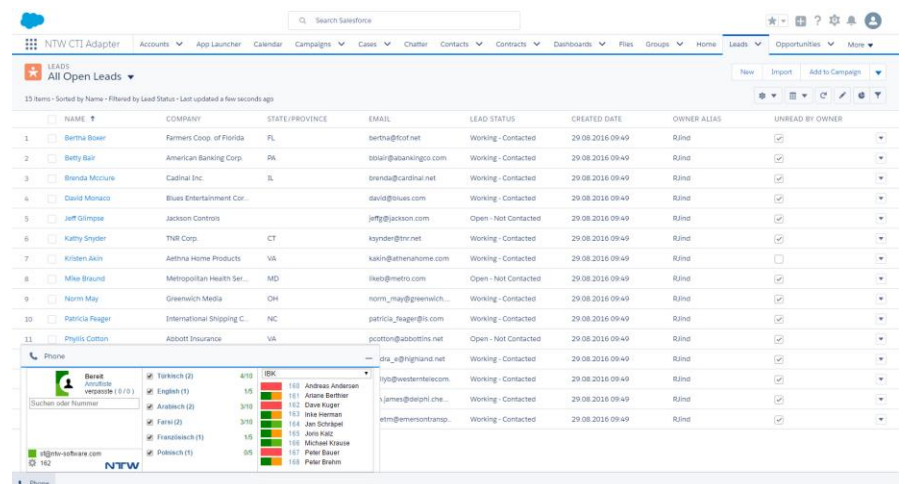 Search Salesforce
NTW CTI Adapter Accounts App Launcher Calendar Campaigns Cases Chatter Contacts Contracts Dashboards Files Groups Home Leads Opportunities More
LEADS
All Open Leads
New Import Add to Campaign
15 items • Sorted by Name • Filtered by Lead Status • Last updated a few seconds ago
NAME COMPANY STATE/PROVINCE EMAIL LEAD STATUS CREATED DATE OWNER ALIAS UNREAD BY OWNER
1 Bertha Boxer Farmers Coop. of Florida FL bertha@fcof.net Working - Contacted 29.08.2016 09:49 RJind
2 Betty Bair American Banking Corp. PA bblair@abankingco.com Working - Contacted 29.08.2016 09:49 RJind
3 Brenda Mcclure Cadinal Inc. IL brenda@cardinal.net Working - Contacted 29.08.2016 09:49 RJind
4 David Monaco Blues Entertainment Cor... david@blues.com Working - Contacted 29.08.2016 09:49 RJind
5 Jeff Glimpse Jackson Controls jeffg@jackson.com Open - Not Contacted 29.08.2016 09:49 RJind
6 Kathy Snyder TNR Corp. CT ksynder@tnr.net Working - Contacted 29.08.2016 09:49 RJind
7 Kristen Akin Aethna Home Products VA kakin@athenahome.com Working - Contacted 29.08.2016 09:49 RJind
8 Mike Braund Metropolitan Health Ser... MD likeb@metro.com Open - Not Contacted 29.08.2016 09:49 RJind
9 Norm May Greenwich Media OH norm_may@greenwich... Working - Contacted 29.08.2016 09:49 RJind
10 Patricia Feager International Shipping C... NC patricia_feager@is.com Working - Contacted 29.08.2016 09:49 RJind
11 Phyllis Cotton Abbott Insurance VA pcotton@abbottins.net Open - Not Contacted 29.08.2016 09:49 RJind
dra_e@highland.net Working - Contacted 29.08.2016 09:49 RJind
iyb@westerntelecom. Working - Contacted 29.08.2016 09:49 RJind
.james@delphi.che... Working - Contacted 29.08.2016 09:49 RJind
etm@emersontransp... Working - Contacted 29.08.2016 09:49 RJind
Phone
Bereit
Anrufliste
verpasste ( 0 / 0 )
Suchen oder Nummer
st@ntw-software.com
162 NTW
Türkisch (2) 4/10
English (1) 1/5
Arabisch (2) 3/10
Farsi (2) 3/10
Französisch (1) 1/5
Polnisch (1) 0/5
IBK
160 Andreas Andersen
161 Ariane Berthier
162 Dave Kuger
163 Inke Herman
164 Jan Schräpel
165 Joris Katz
166 Michael Krause
167 Peter Bauer
168 Peter Brehm
Phone